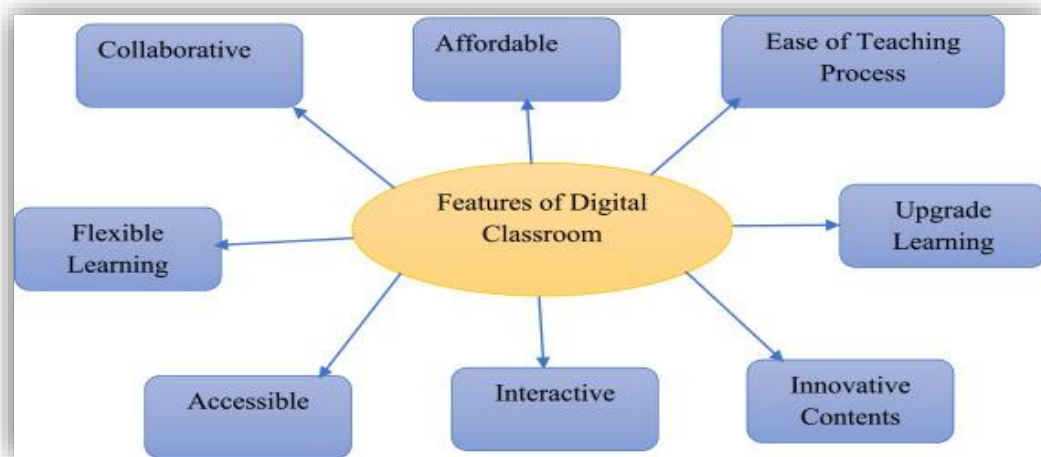 Collaborative
Affordable
Ease of Teaching
Process
Features of Digital
Classroom
Flexible
Learning
Upgrade
Learning
Accessible
Interactive
Innovative
Contents